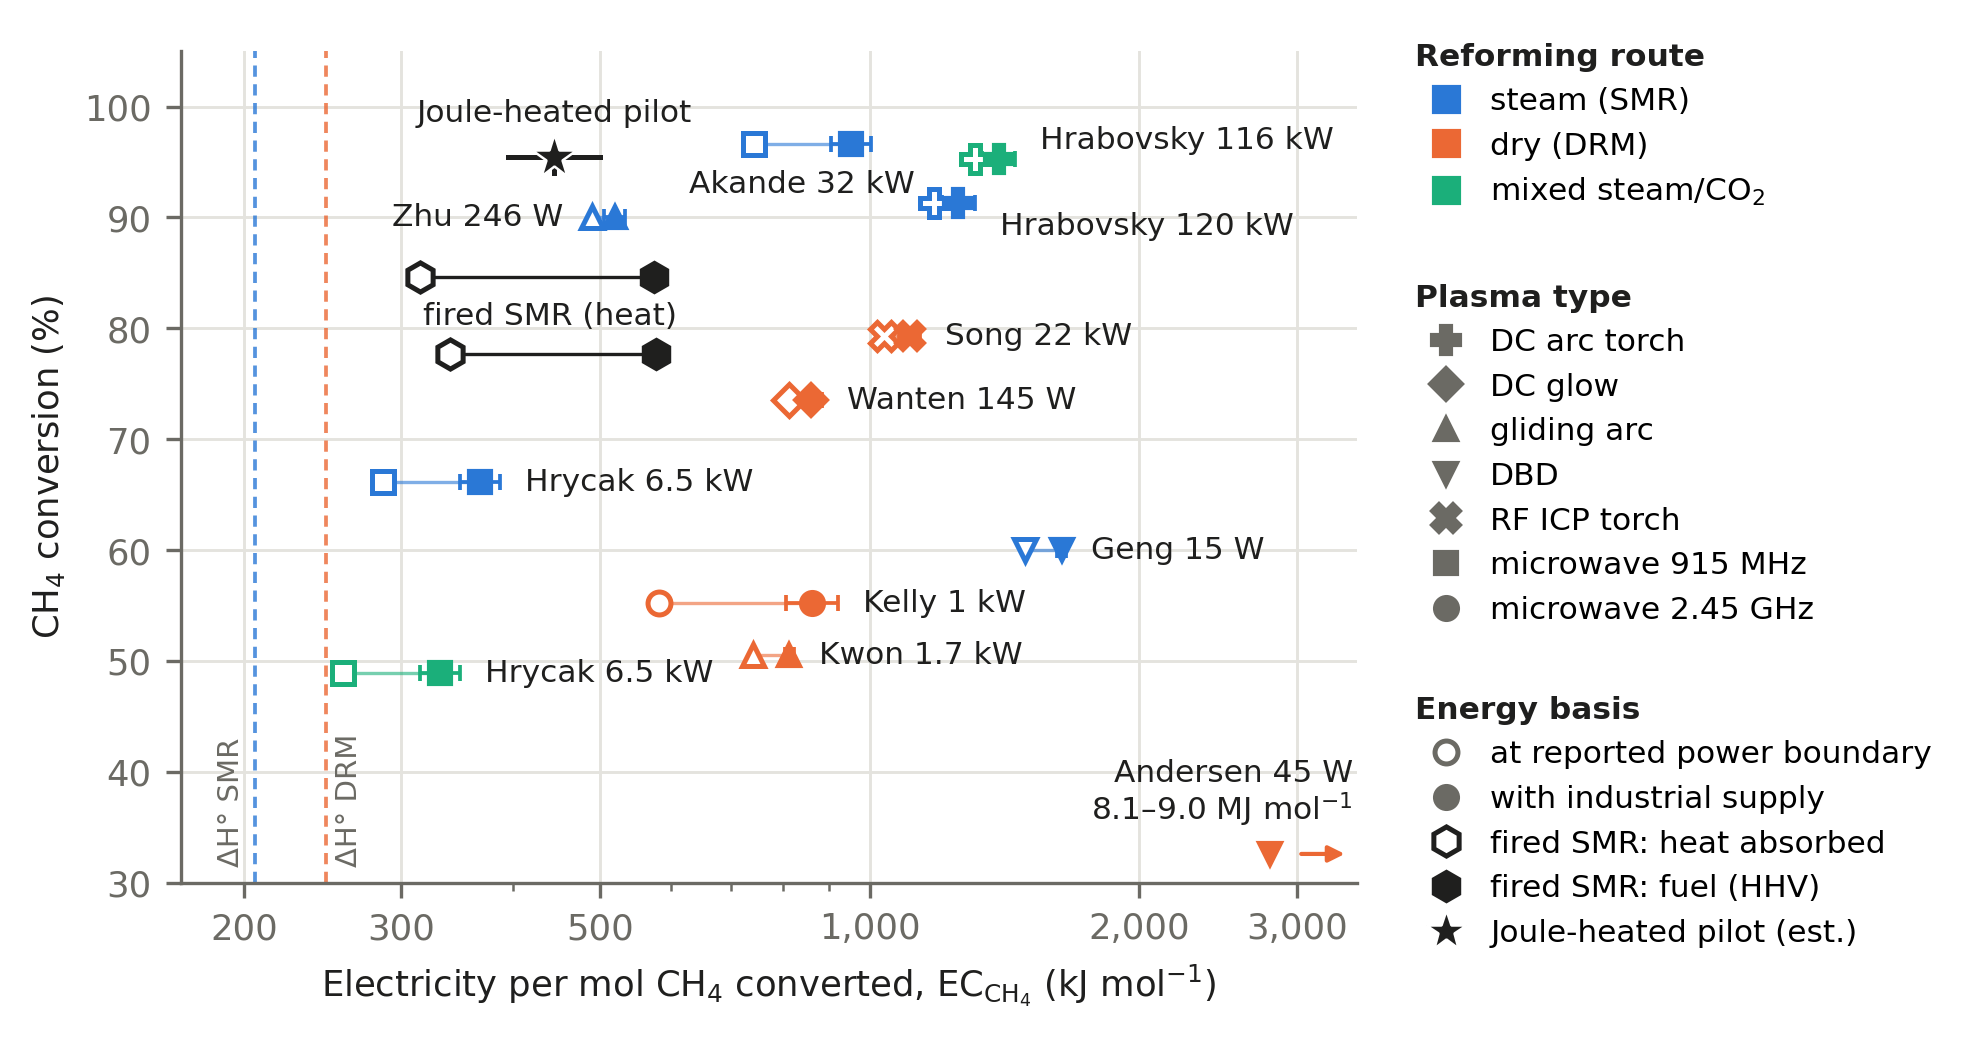 Joule-heated pilot
Hrabovsky 116 kW
Akande 32 kW
Zhu 246 W
Hrabovsky 120 kW
fired SMR (heat)
Song 22 kW
Wanten 145 W
Hrycak 6.5 kW
Geng 15 W
Kelly 1 kW
Kwon 1.7 kW
Hrycak 6.5 kW
Andersen 45 W
8.1–9.0 MJ mol⁻¹
ΔH° SMR
ΔH° DRM
CH₄ conversion (%)
100
90
80
70
60
50
40
30
200 300 500 1,000 2,000 3,000
Electricity per mol CH₄ converted, EC_CH₄ (kJ mol⁻¹)
Reforming route
steam (SMR)
dry (DRM)
mixed steam/CO₂
Plasma type
DC arc torch
DC glow
gliding arc
DBD
RF ICP torch
microwave 915 MHz
microwave 2.45 GHz
Energy basis
at reported power boundary
with industrial supply
fired SMR: heat absorbed
fired SMR: fuel (HHV)
Joule-heated pilot (est.)